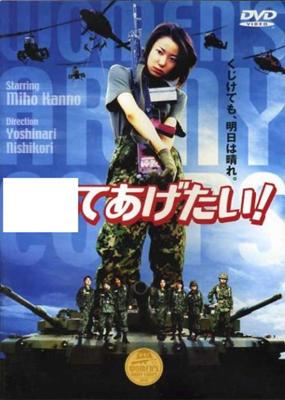 DVD
VIDEO
WOMEN'S
ARMY
CORPS
Starring
Miho Kanno
Direction
Yoshinari
Nishikori
くじけても、明日は晴れ。
てあげたい!
WOMEN'S